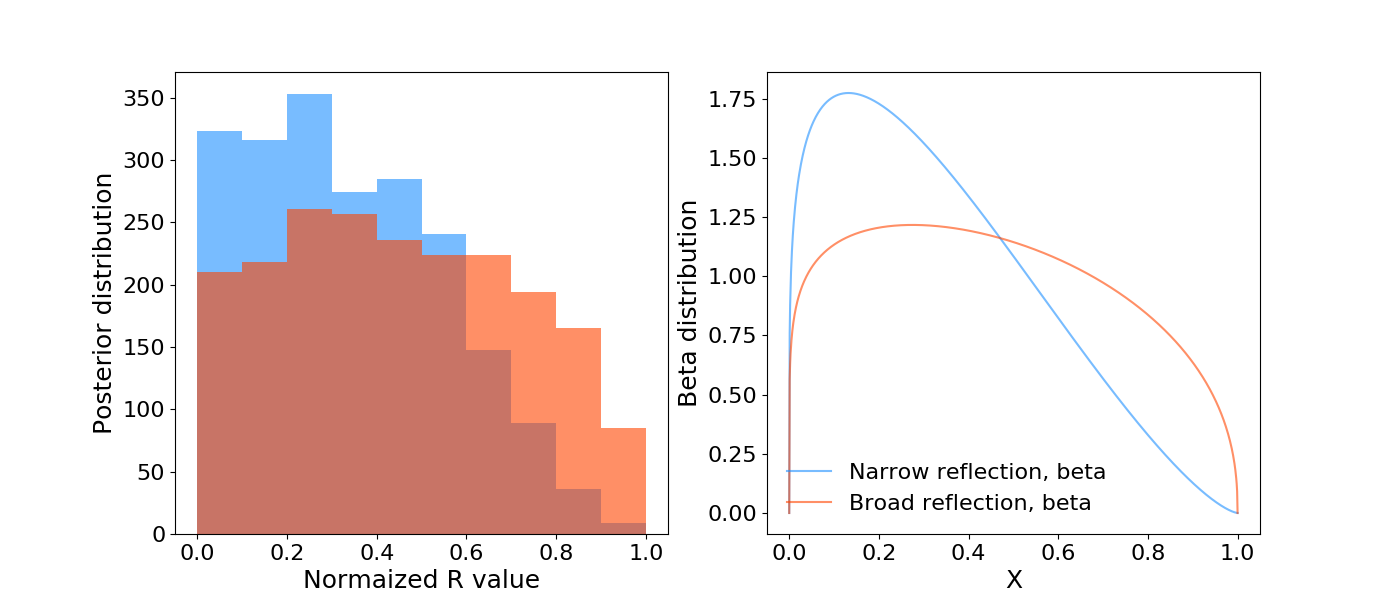 Posterior distribution
350
300
250
200
150
100
50
0
0.0 0.2 0.4 0.6 0.8 1.0
Normaized R value
Beta distribution
1.75
1.50
1.25
1.00
0.75
0.50
0.25
0.00
Narrow reflection, beta
Broad reflection, beta
0.0 0.2 0.4 0.6 0.8 1.0
X